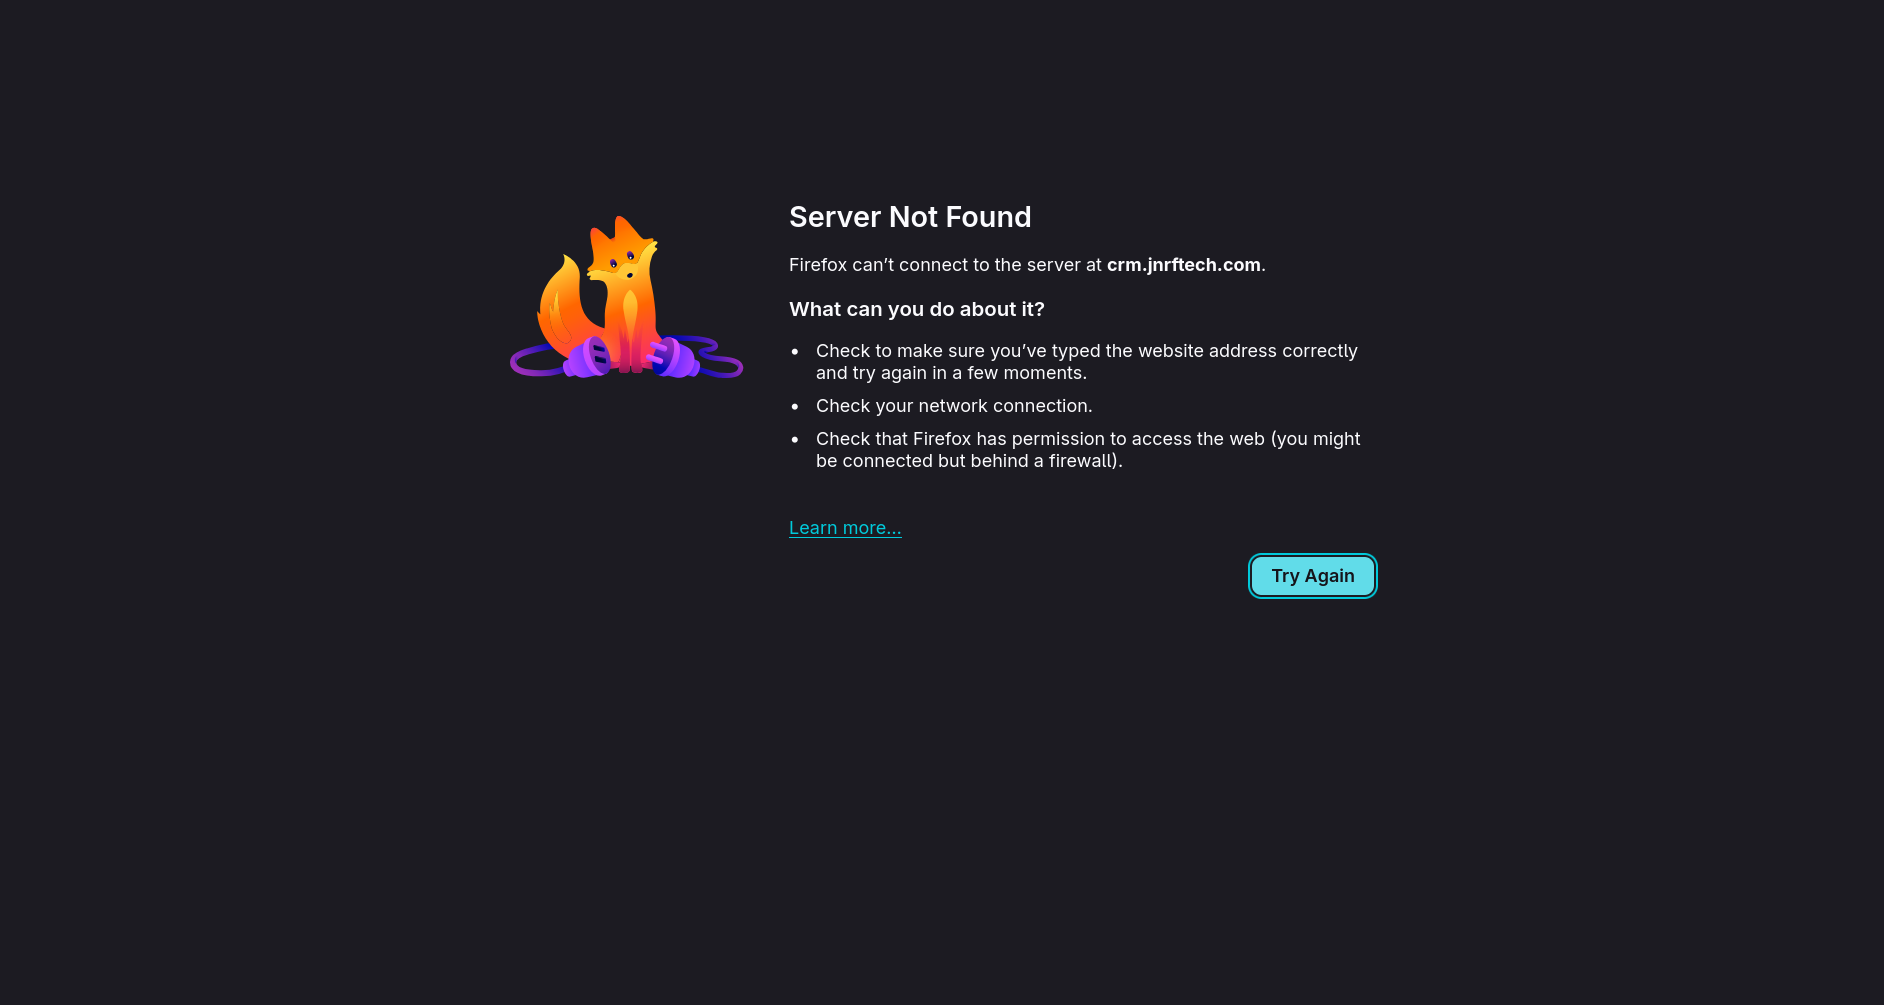 Server Not Found
Firefox can’t connect to the server at crm.jnrftech.com.
What can you do about it?
• Check to make sure you’ve typed the website address correctly
and try again in a few moments.
• Check your network connection.
• Check that Firefox has permission to access the web (you might
be connected but behind a firewall).
Learn more…
Try Again